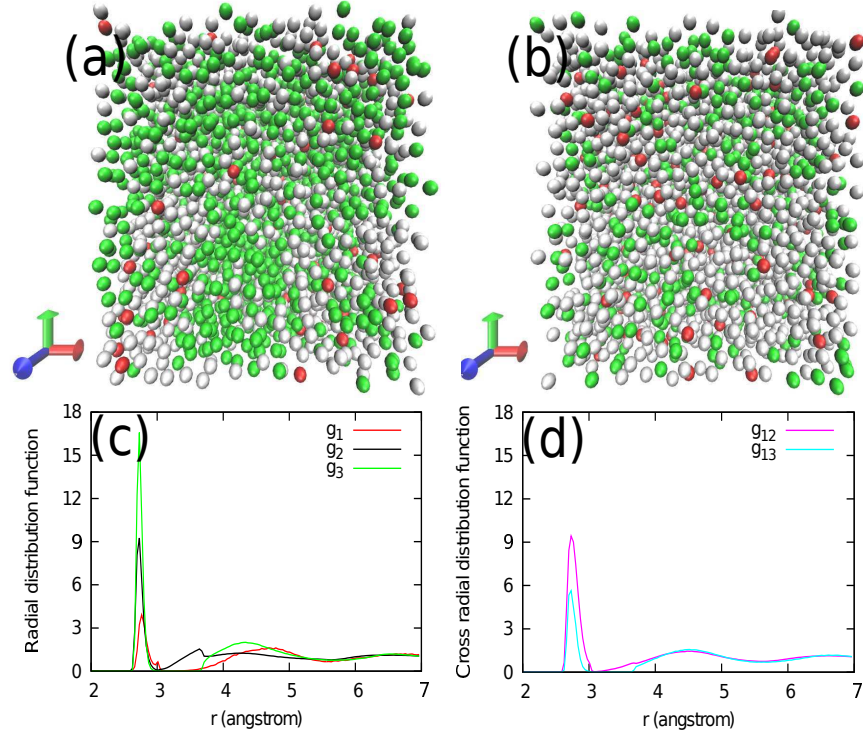 (a)
(b)
(c)
Radial distribution function
18
15
12
9
6
3
0
g1
g2
g3
2
3
4
5
6
7
r (angstrom)
(d)
Cross radial distribution function
18
15
12
9
6
3
0
g12
g13
2
3
4
5
6
7
r (angstrom)